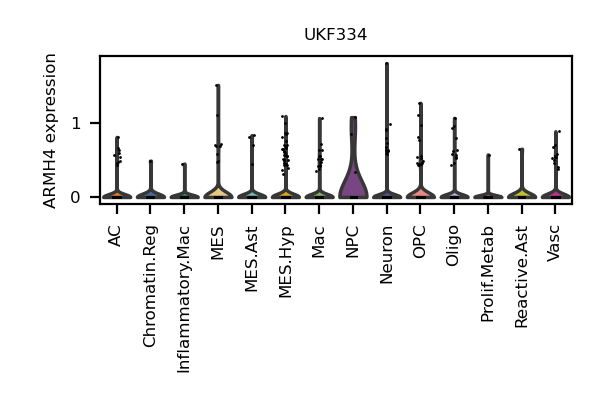 UKF334
ARMH4 expression
1
0
AC
Chromatin.Reg
Inflammatory.Mac
MES
MES.Ast
MES.Hyp
Mac
NPC
Neuron
OPC
Oligo
Prolif.Metab
Reactive.Ast
Vasc